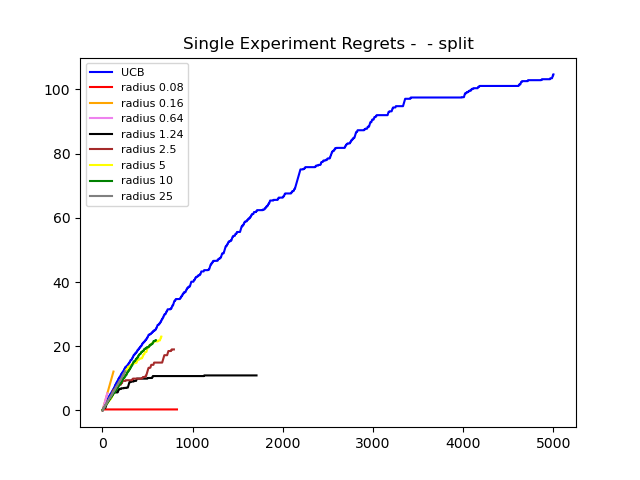 Single Experiment Regrets -  - split
UCB
radius 0.08
radius 0.16
radius 0.64
radius 1.24
radius 2.5
radius 5
radius 10
radius 25
100
80
60
40
20
0
0 1000 2000 3000 4000 5000